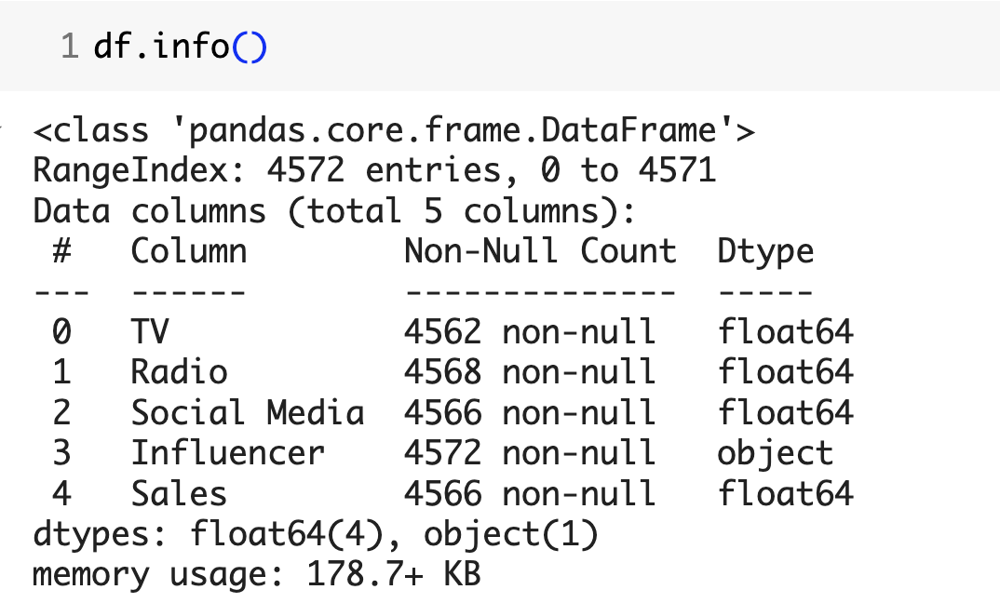 1 df.info()
<class 'pandas.core.frame.DataFrame'>
RangeIndex: 4572 entries, 0 to 4571
Data columns (total 5 columns):
 #   Column        Non-Null Count  Dtype
---  ------        --------------  -----
 0   TV            4562 non-null   float64
 1   Radio         4568 non-null   float64
 2   Social Media  4566 non-null   float64
 3   Influencer    4572 non-null   object
 4   Sales         4566 non-null   float64
dtypes: float64(4), object(1)
memory usage: 178.7+ KB